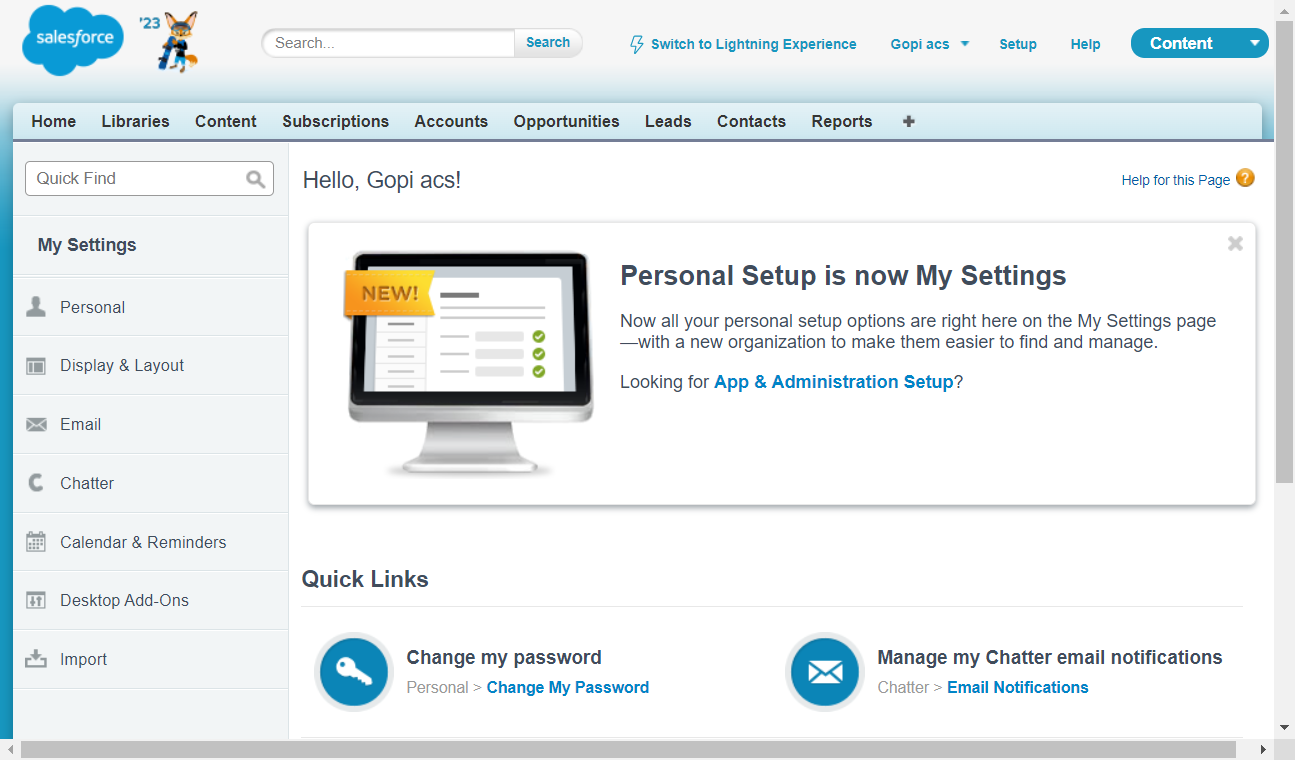 salesforce
'23
Search...
Search
Switch to Lightning Experience
Gopi acs
Setup
Help
Content
Home Libraries Content Subscriptions Accounts Opportunities Leads Contacts Reports +
Quick Find
My Settings
Personal
Display & Layout
Email
Chatter
Calendar & Reminders
Desktop Add-Ons
Import
Hello, Gopi acs!
Help for this Page ?
NEW!
Personal Setup is now My Settings
Now all your personal setup options are right here on the My Settings page
—with a new organization to make them easier to find and manage.
Looking for App & Administration Setup?
Quick Links
Change my password
Personal > Change My Password
Manage my Chatter email notifications
Chatter > Email Notifications